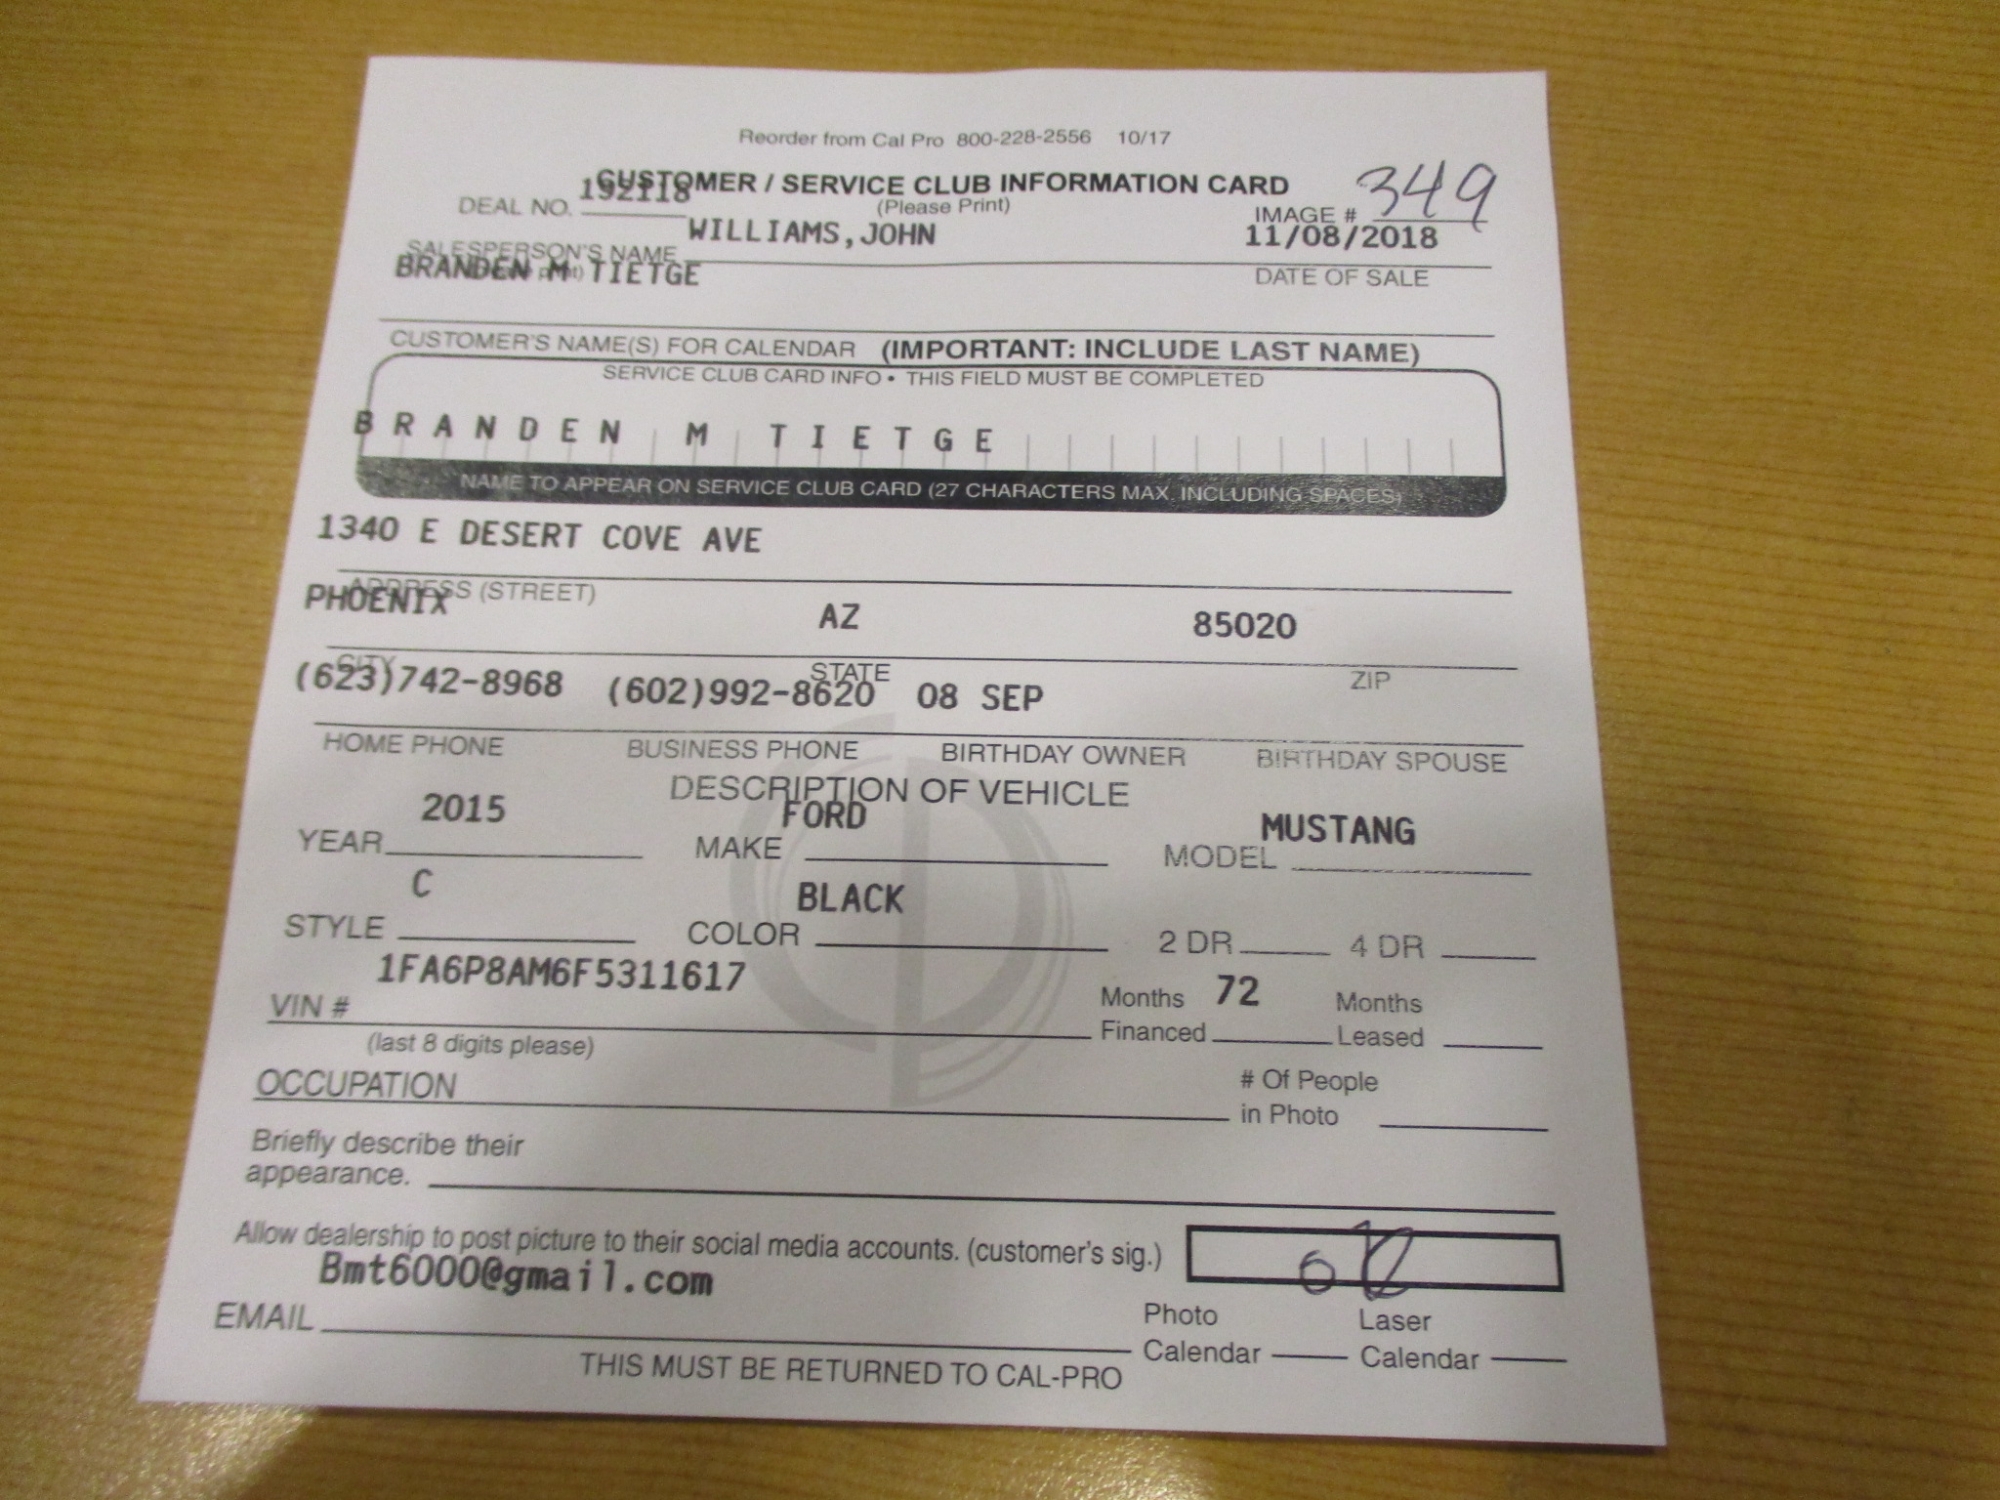 Reorder from Cal Pro 800-228-2556 10/17
CUSTOMER / SERVICE CLUB INFORMATION CARD
(Please Print)
DEAL NO. 192118
IMAGE # 349
WILLIAMS,JOHN 11/08/2018
SALESPERSON'S NAME DATE OF SALE
BRANDEN M TIETGE
CUSTOMER'S NAME(S) FOR CALENDAR (IMPORTANT: INCLUDE LAST NAME)
SERVICE CLUB CARD INFO • THIS FIELD MUST BE COMPLETED
BRANDEN M TIETGE
NAME TO APPEAR ON SERVICE CLUB CARD (27 CHARACTERS MAX. INCLUDING SPACES)
1340 E DESERT COVE AVE
ADDRESS (STREET)
PHOENIX AZ 85020
CITY STATE ZIP
(623)742-8968 (602)992-8620 08 SEP
HOME PHONE BUSINESS PHONE BIRTHDAY OWNER BIRTHDAY SPOUSE
DESCRIPTION OF VEHICLE
YEAR 2015 MAKE FORD MODEL MUSTANG
STYLE C COLOR BLACK 2 DR 4 DR
VIN # 1FA6P8AM6F5311617
(last 8 digits please)
Months Financed 72 Months Leased
OCCUPATION
# Of People in Photo
Briefly describe their
appearance.
Allow dealership to post picture to their social media accounts. (customer's sig.)
Bmt6000@gmail.com
EMAIL
Photo Calendar Laser Calendar
THIS MUST BE RETURNED TO CAL-PRO